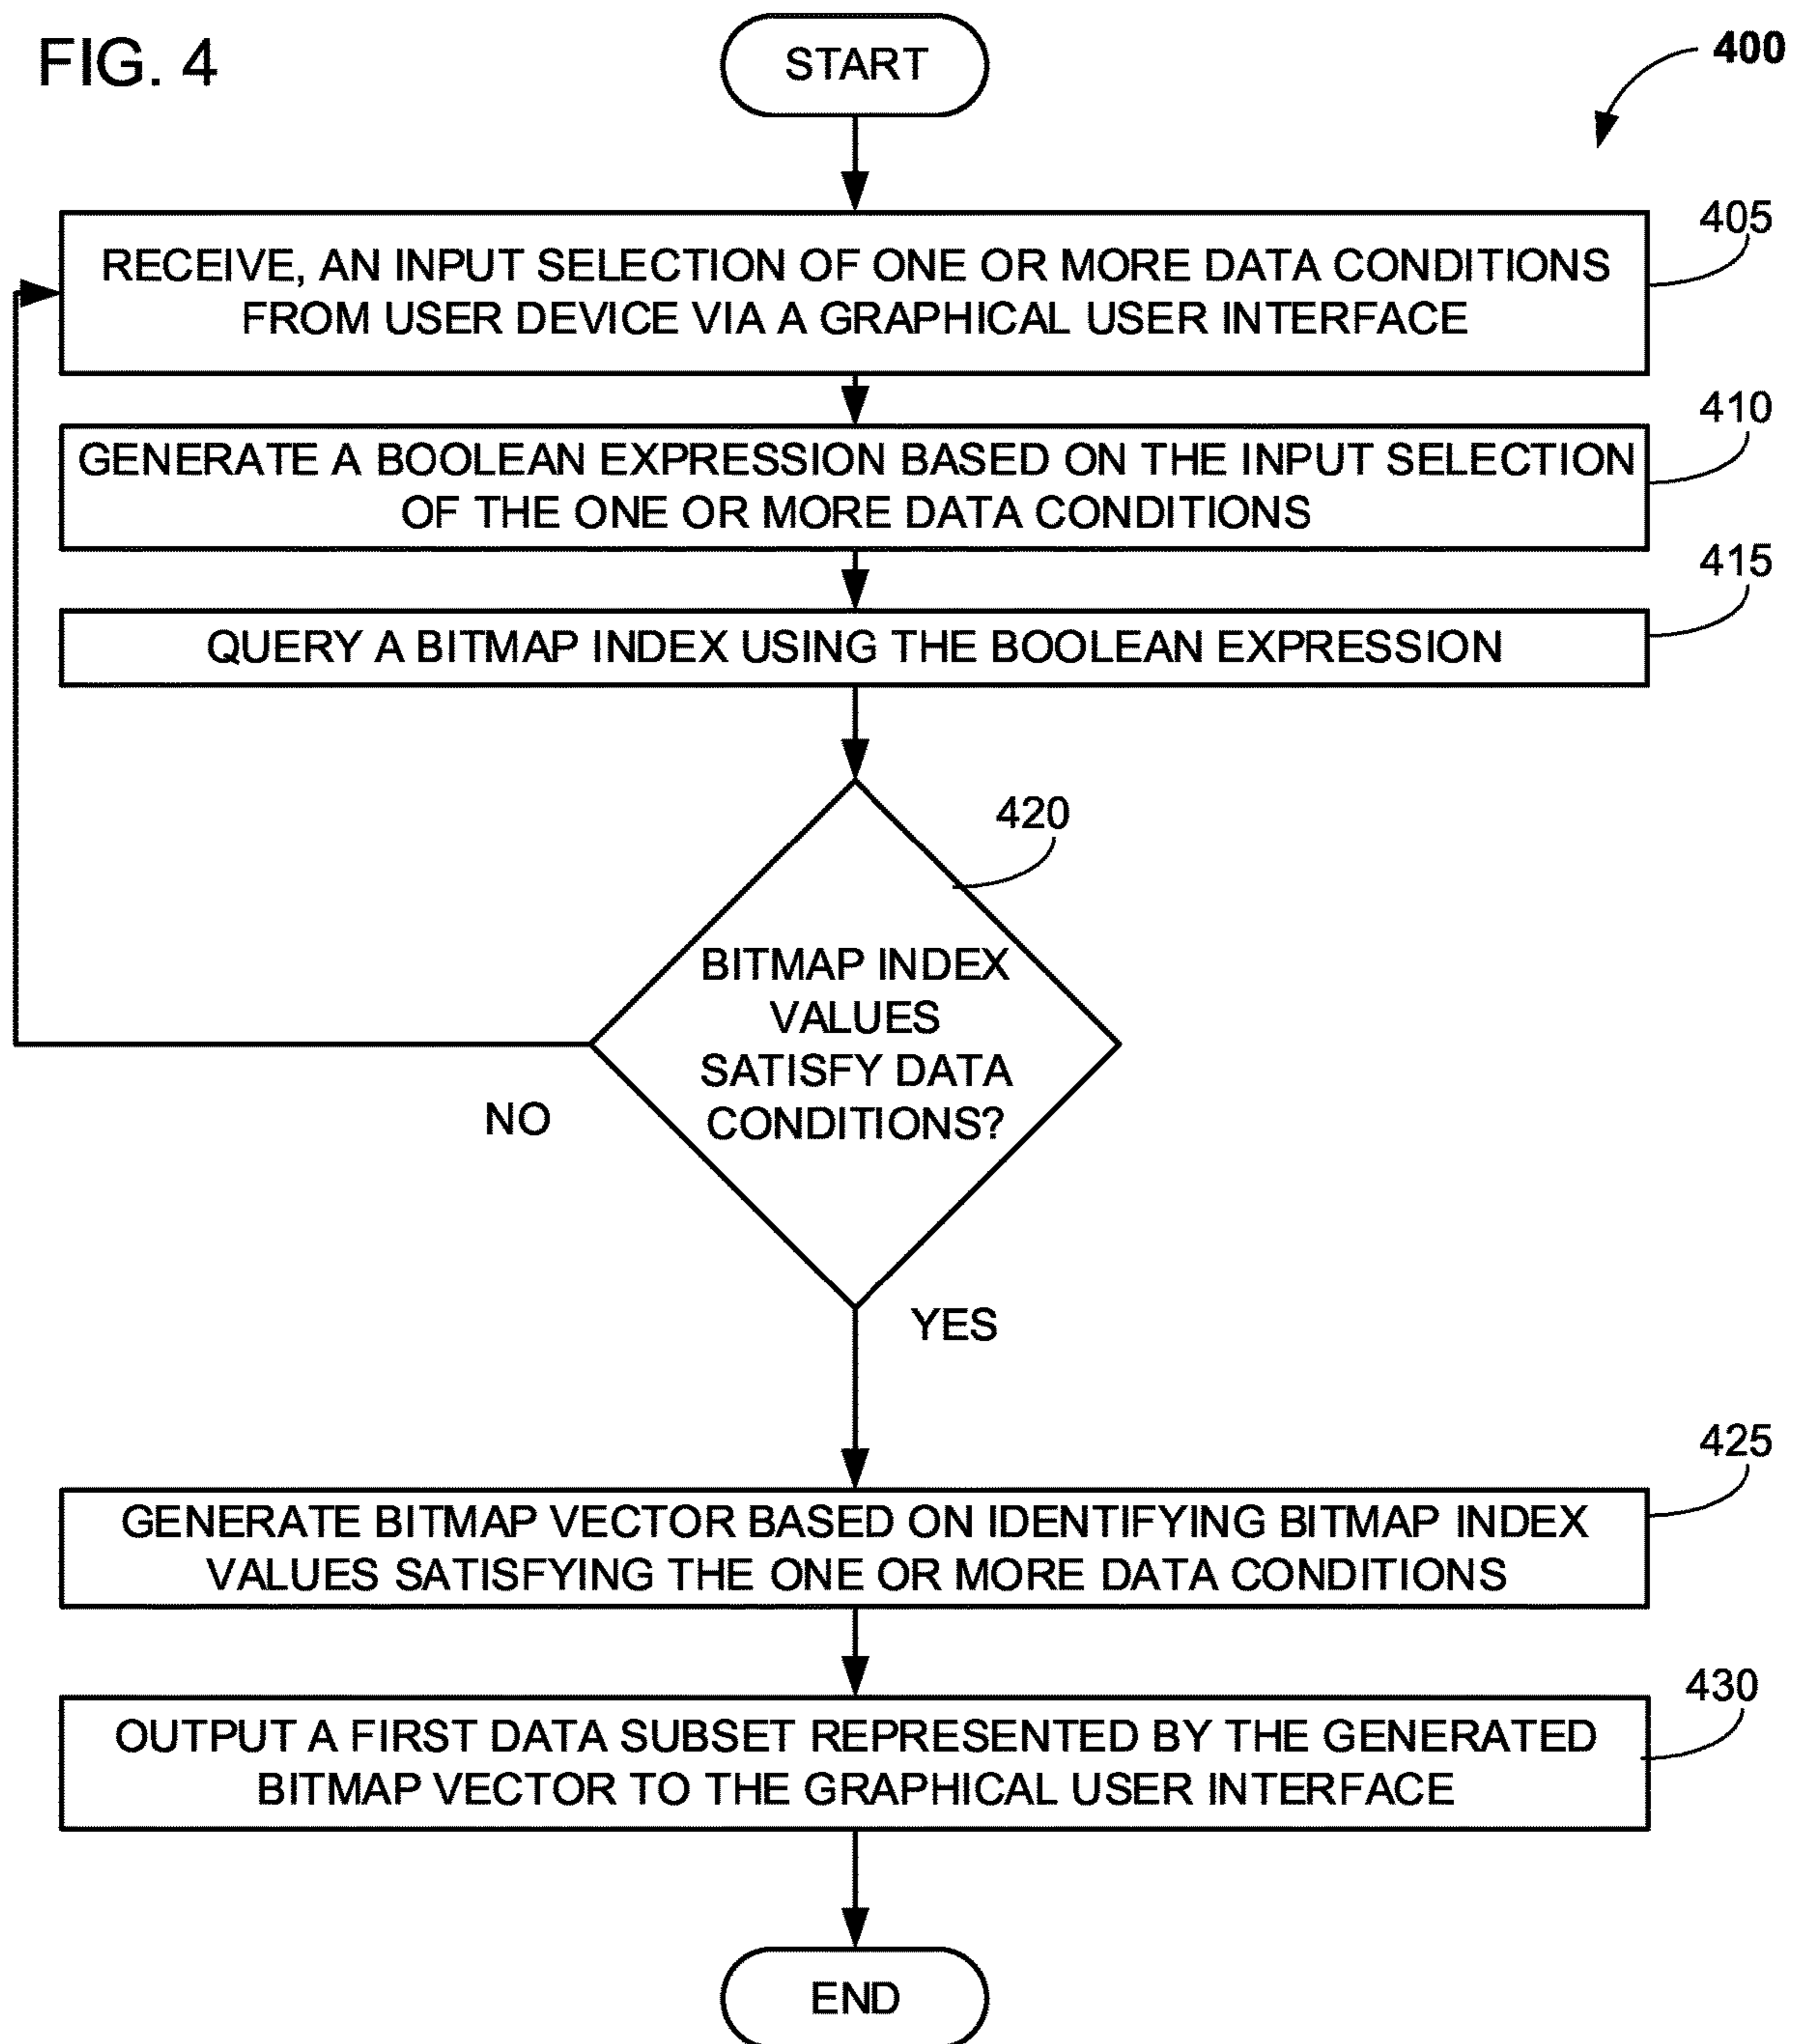 FIG. 4
START
400
405
RECEIVE, AN INPUT SELECTION OF ONE OR MORE DATA CONDITIONS
FROM USER DEVICE VIA A GRAPHICAL USER INTERFACE
410
GENERATE A BOOLEAN EXPRESSION BASED ON THE INPUT SELECTION
OF THE ONE OR MORE DATA CONDITIONS
415
QUERY A BITMAP INDEX USING THE BOOLEAN EXPRESSION
420
BITMAP INDEX
VALUES
SATISFY DATA
CONDITIONS?
NO
YES
425
GENERATE BITMAP VECTOR BASED ON IDENTIFYING BITMAP INDEX
VALUES SATISFYING THE ONE OR MORE DATA CONDITIONS
430
OUTPUT A FIRST DATA SUBSET REPRESENTED BY THE GENERATED
BITMAP VECTOR TO THE GRAPHICAL USER INTERFACE
END